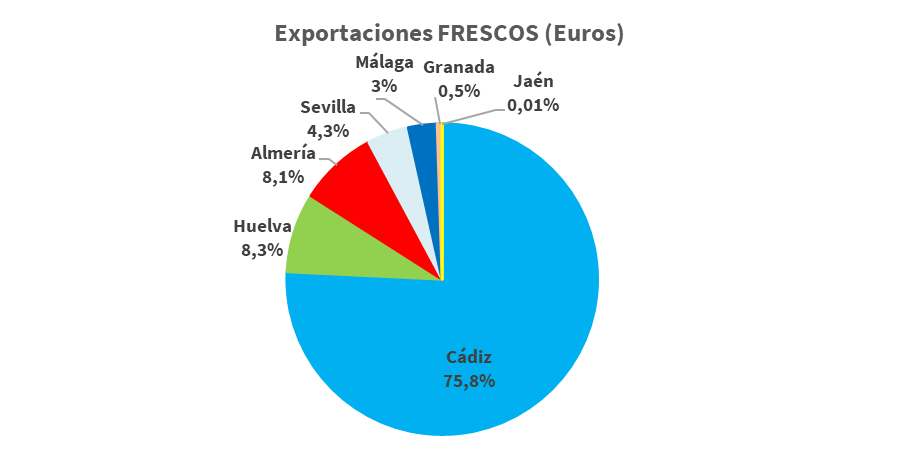 Exportaciones FRESCOS (Euros)
Málaga
3%
Granada
0,5%
Jaén
0,01%
Sevilla
4,3%
Almería
8,1%
Huelva
8,3%
Cádiz
75,8%